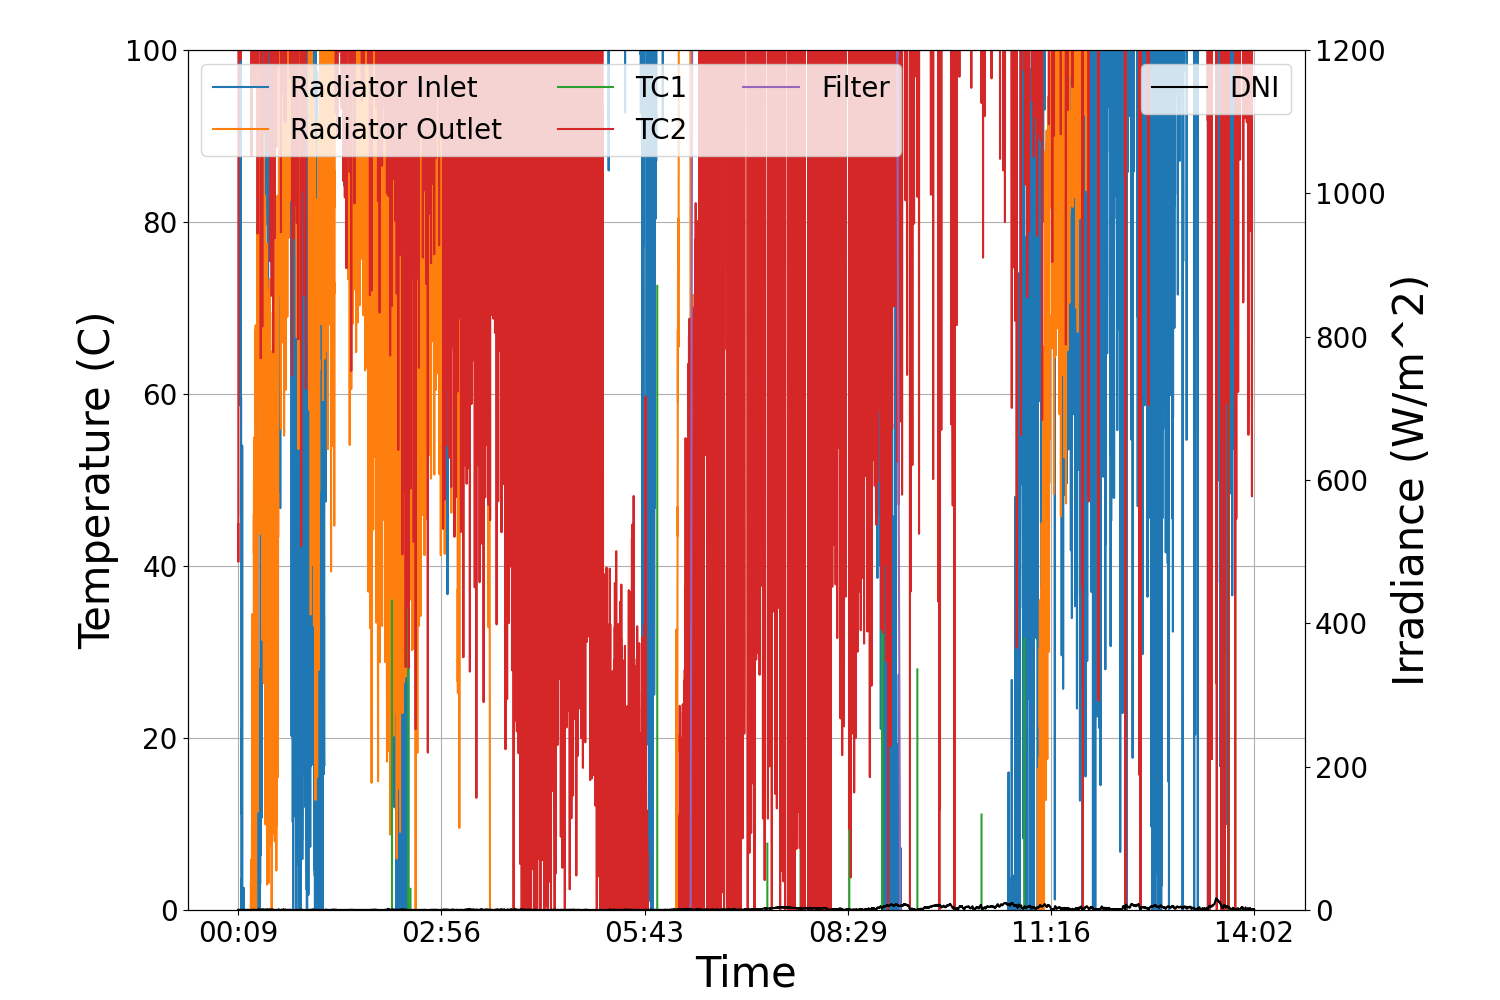 100
80
60
40
20
0
Temperature (C)
Radiator Inlet
Radiator Outlet
TC1
TC2
Filter
DNI
1200
1000
800
600
400
200
0
Irradiance (W/m^2)
00:09 02:56 05:43 08:29 11:16 14:02
Time